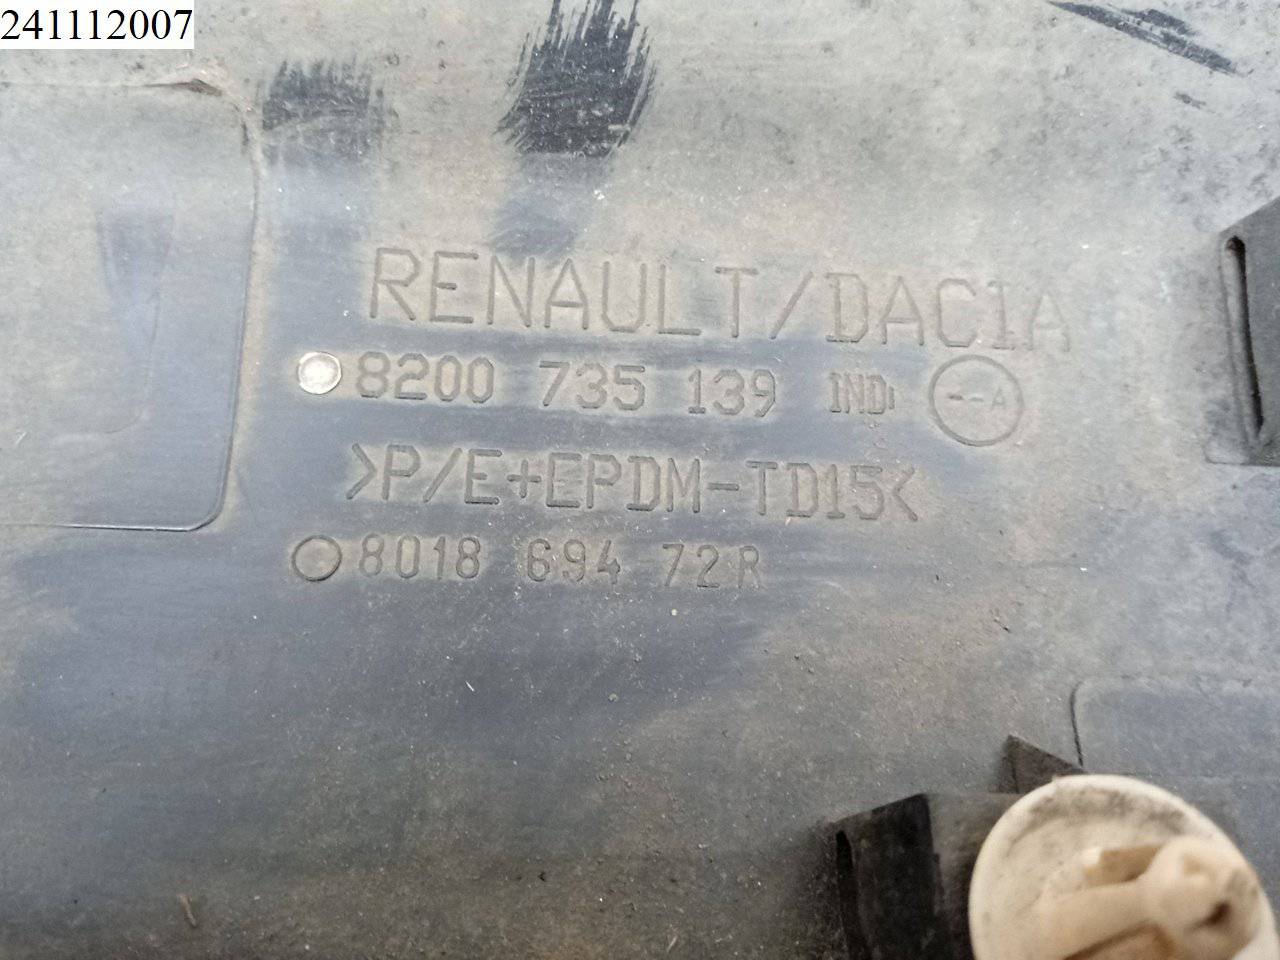 241112007
RENAULT/DACIA
8200 735 139 IND --A
>P/E+EPDM-TD15<
8018 694 72R